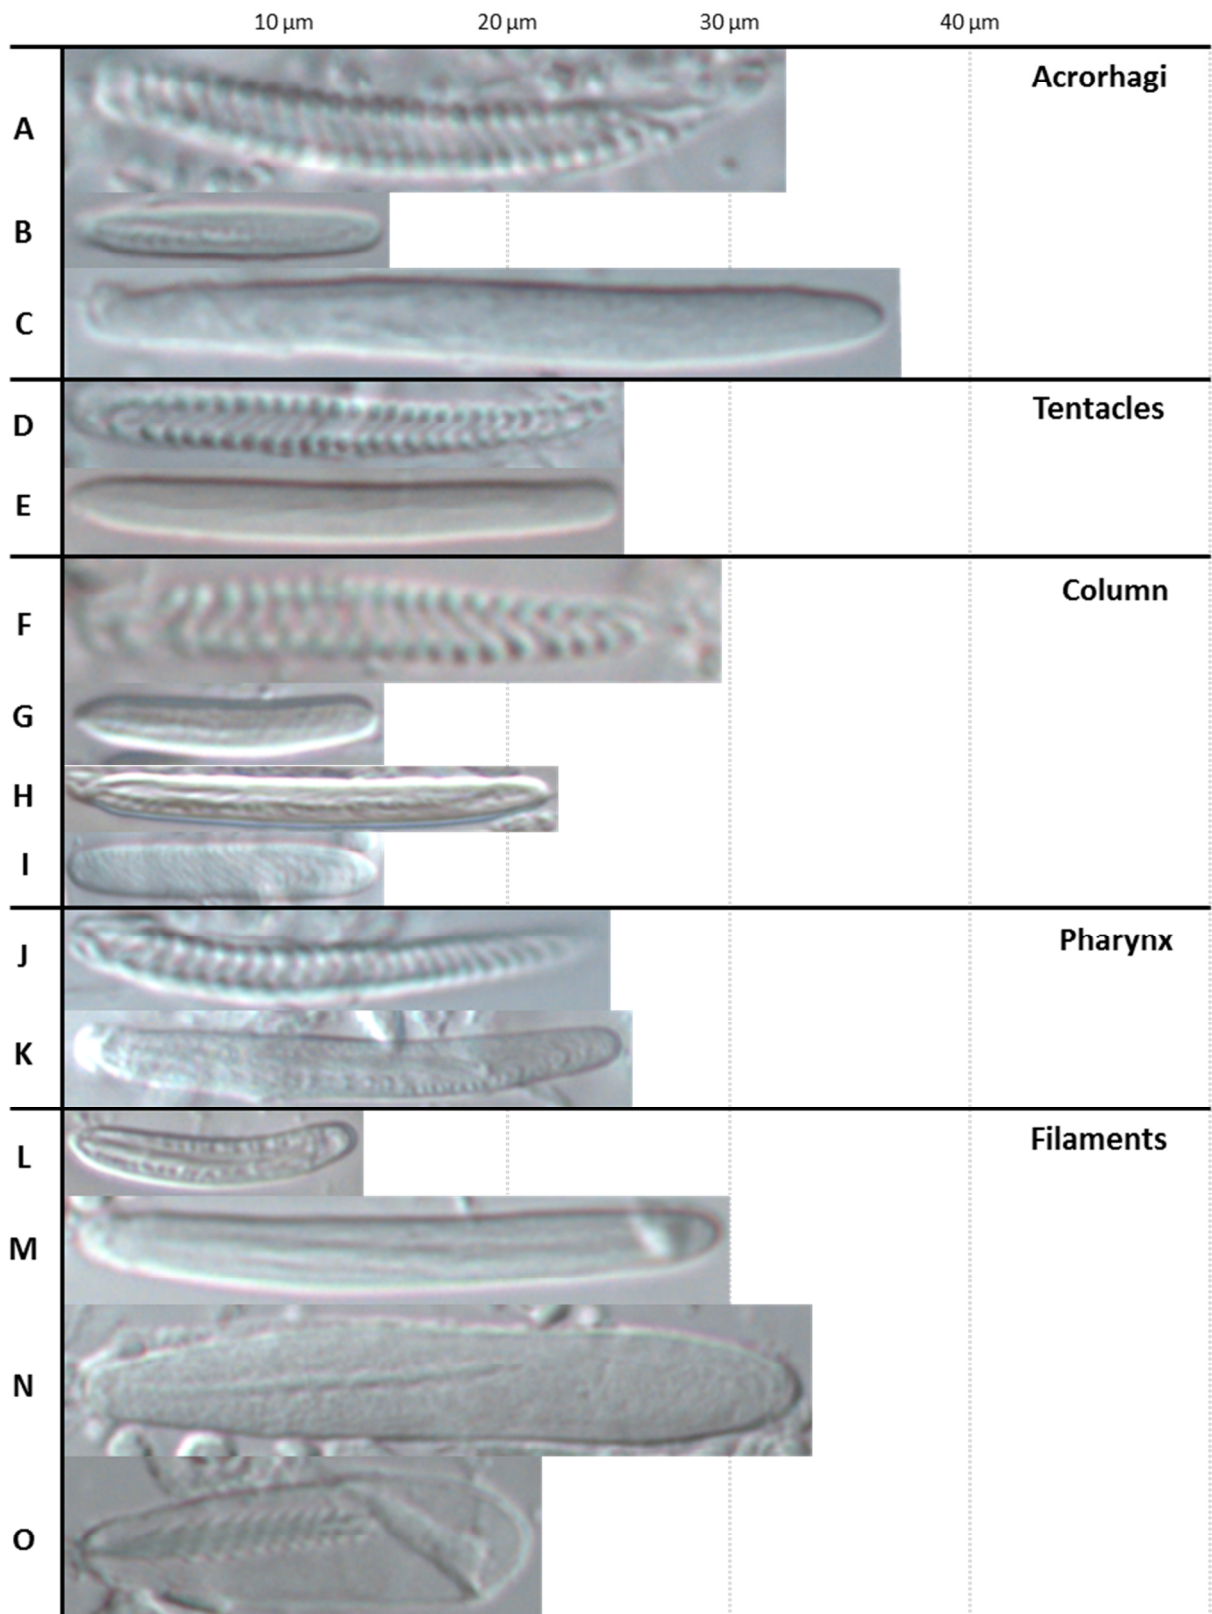 10 µm 20 µm 30 µm 40 µm
Acrorhagi
A
B
C
Tentacles
D
E
Column
F
G
H
I
Pharynx
J
K
Filaments
L
M
N
O